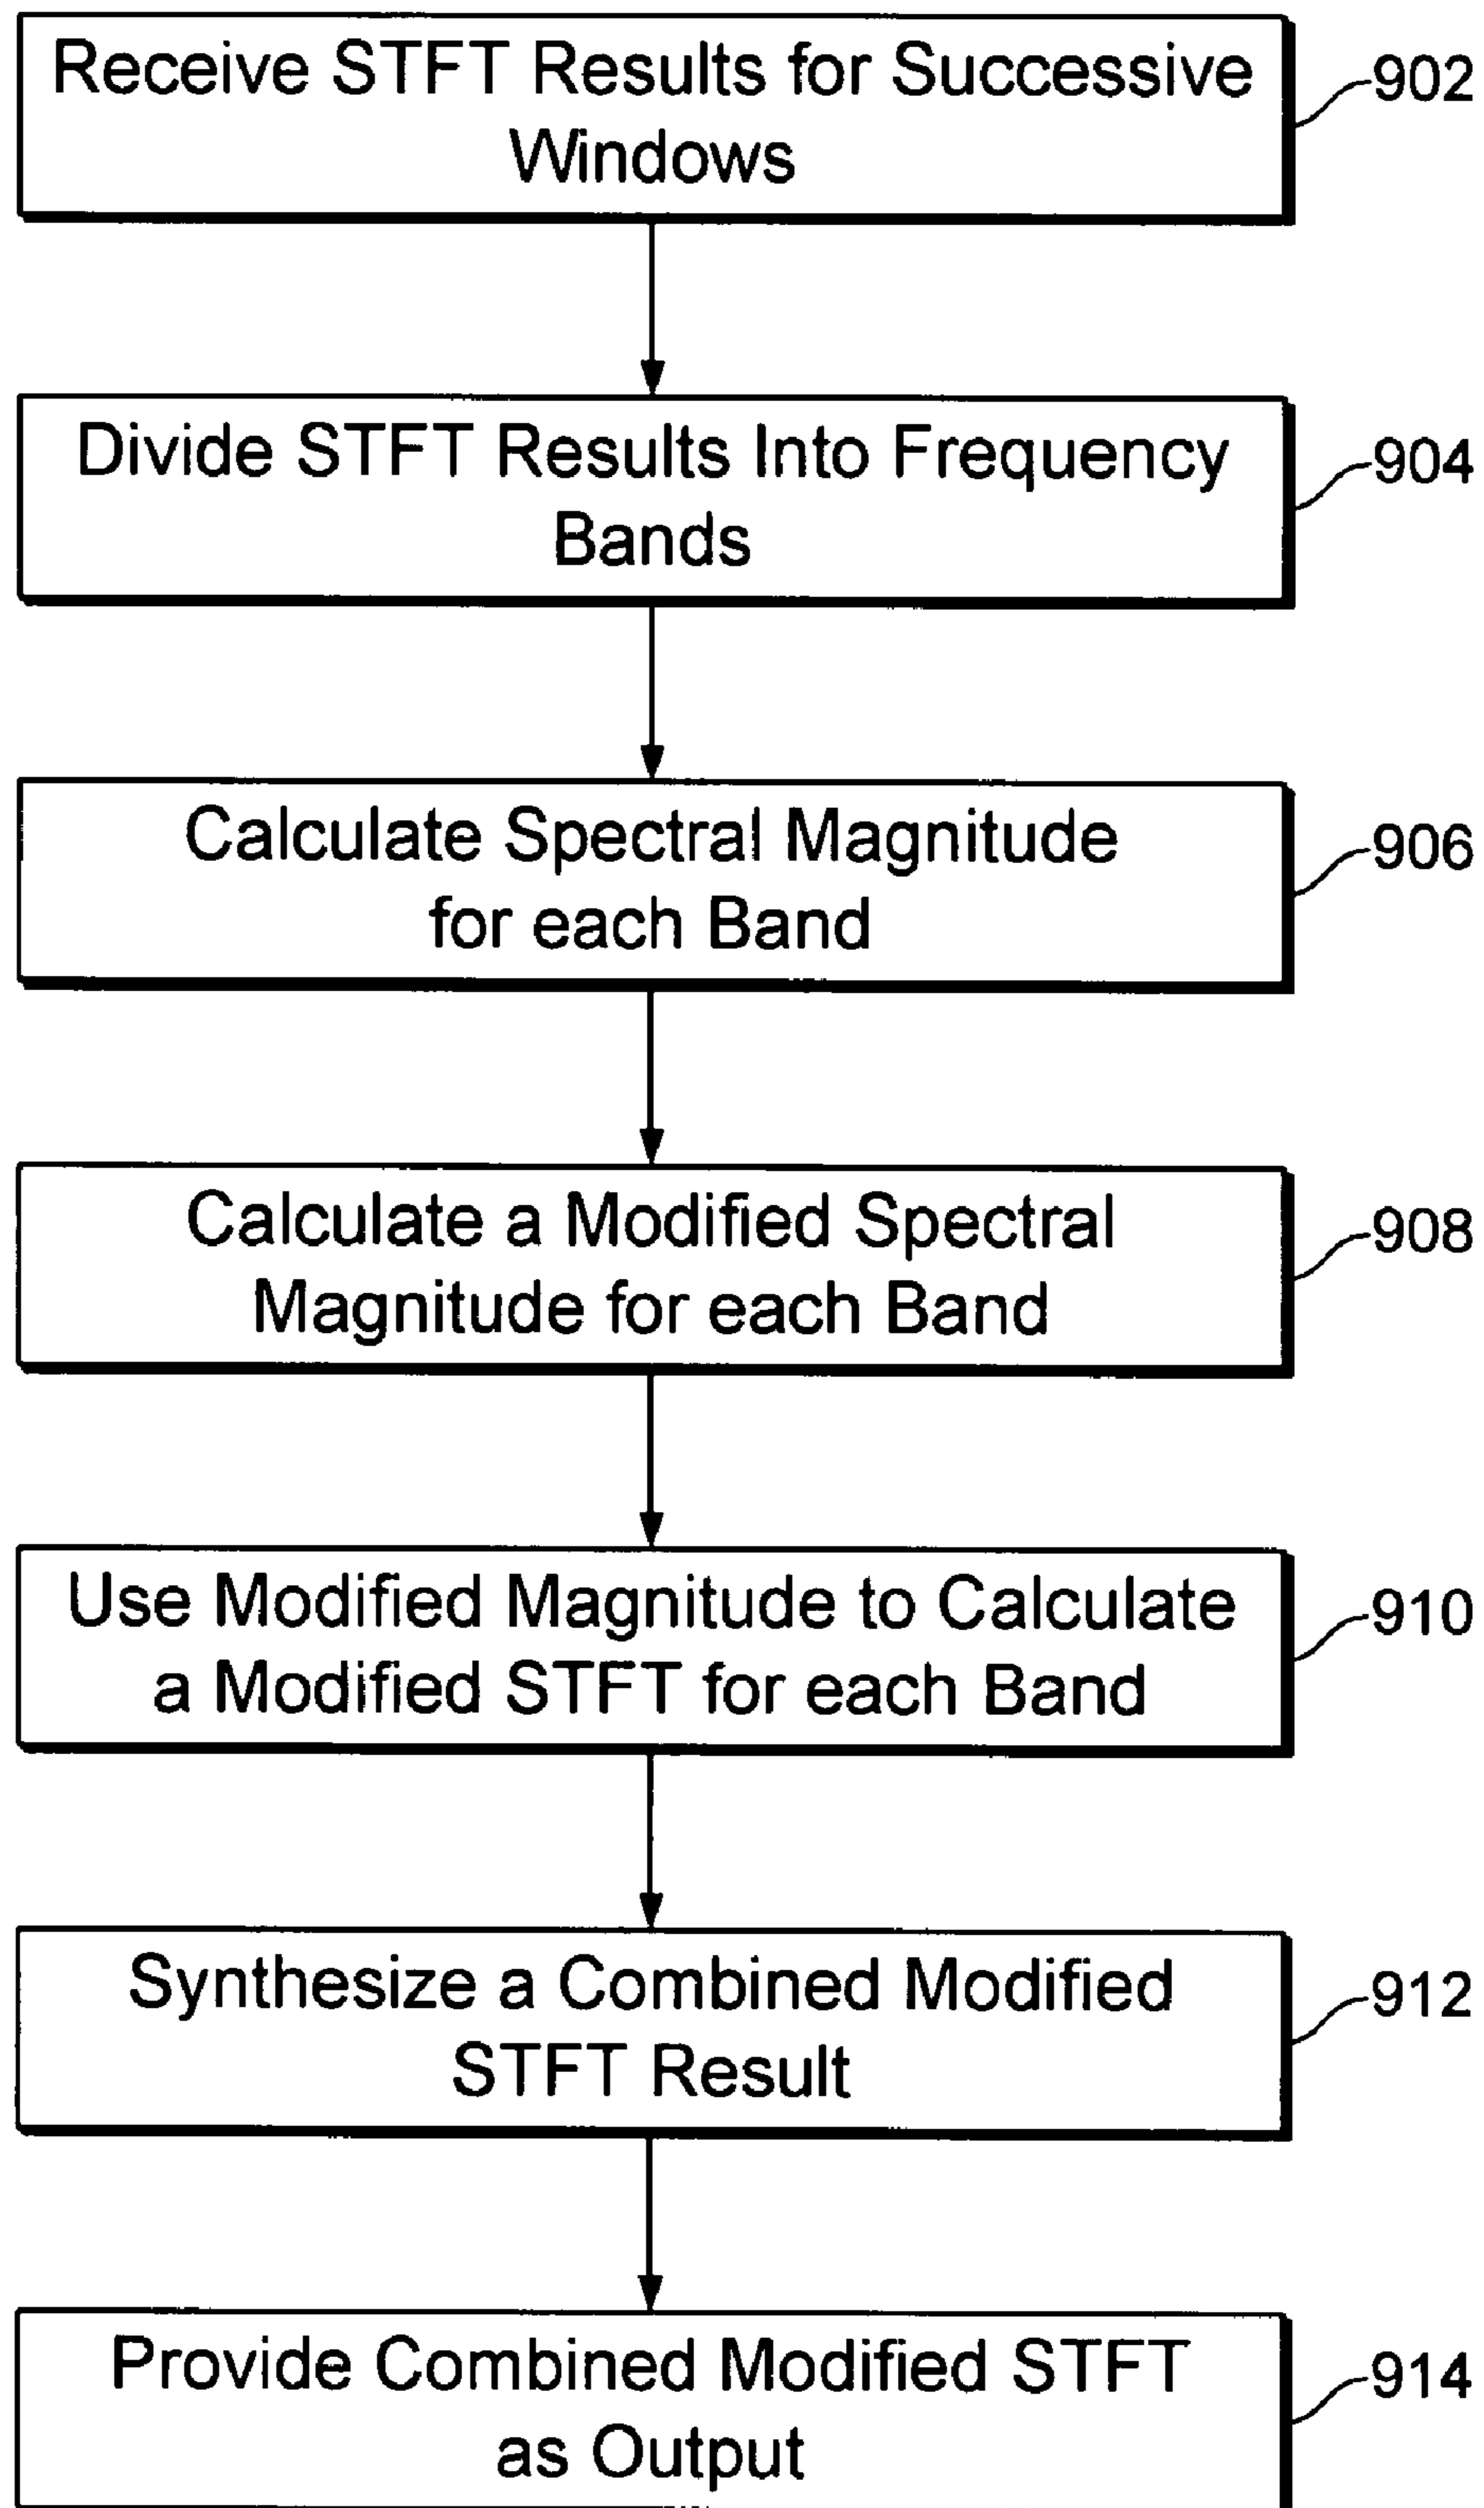 Receive STFT Results for Successive
Windows
902
Divide STFT Results Into Frequency
Bands
904
Calculate Spectral Magnitude
for each Band
906
Calculate a Modified Spectral
Magnitude for each Band
908
Use Modified Magnitude to Calculate
a Modified STFT for each Band
910
Synthesize a Combined Modified
STFT Result
912
Provide Combined Modified STFT
as Output
914